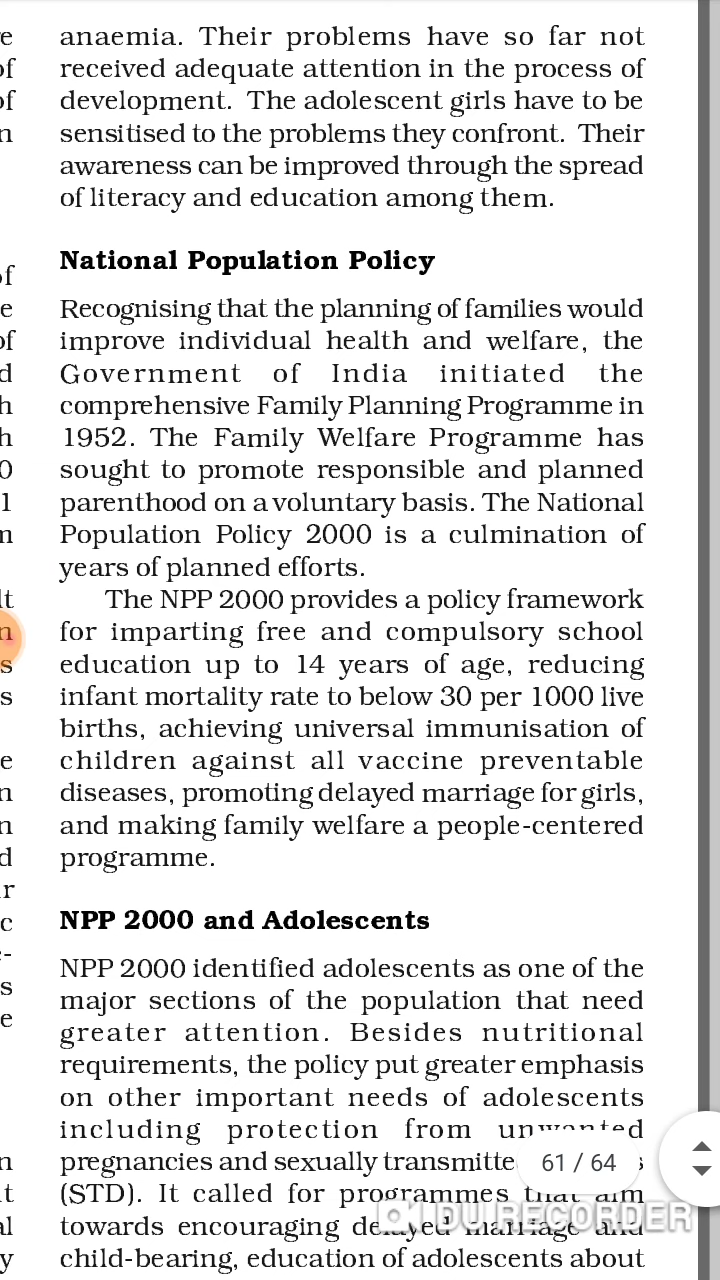 anaemia. Their problems have so far not
received adequate attention in the process of
development. The adolescent girls have to be
sensitised to the problems they confront. Their
awareness can be improved through the spread
of literacy and education among them.
National Population Policy
Recognising that the planning of families would
improve individual health and welfare, the
Government of India initiated the
comprehensive Family Planning Programme in
1952. The Family Welfare Programme has
sought to promote responsible and planned
parenthood on a voluntary basis. The National
Population Policy 2000 is a culmination of
years of planned efforts.
The NPP 2000 provides a policy framework
for imparting free and compulsory school
education up to 14 years of age, reducing
infant mortality rate to below 30 per 1000 live
births, achieving universal immunisation of
children against all vaccine preventable
diseases, promoting delayed marriage for girls,
and making family welfare a people-centered
programme.
NPP 2000 and Adolescents
NPP 2000 identified adolescents as one of the
major sections of the population that need
greater attention. Besides nutritional
requirements, the policy put greater emphasis
on other important needs of adolescents
including protection from unwanted
pregnancies and sexually
61 / 64
(STD). It called for programmes that aim
DU RECORDER
towards encouraging delayed marriage and
child-bearing, education of adolescents about